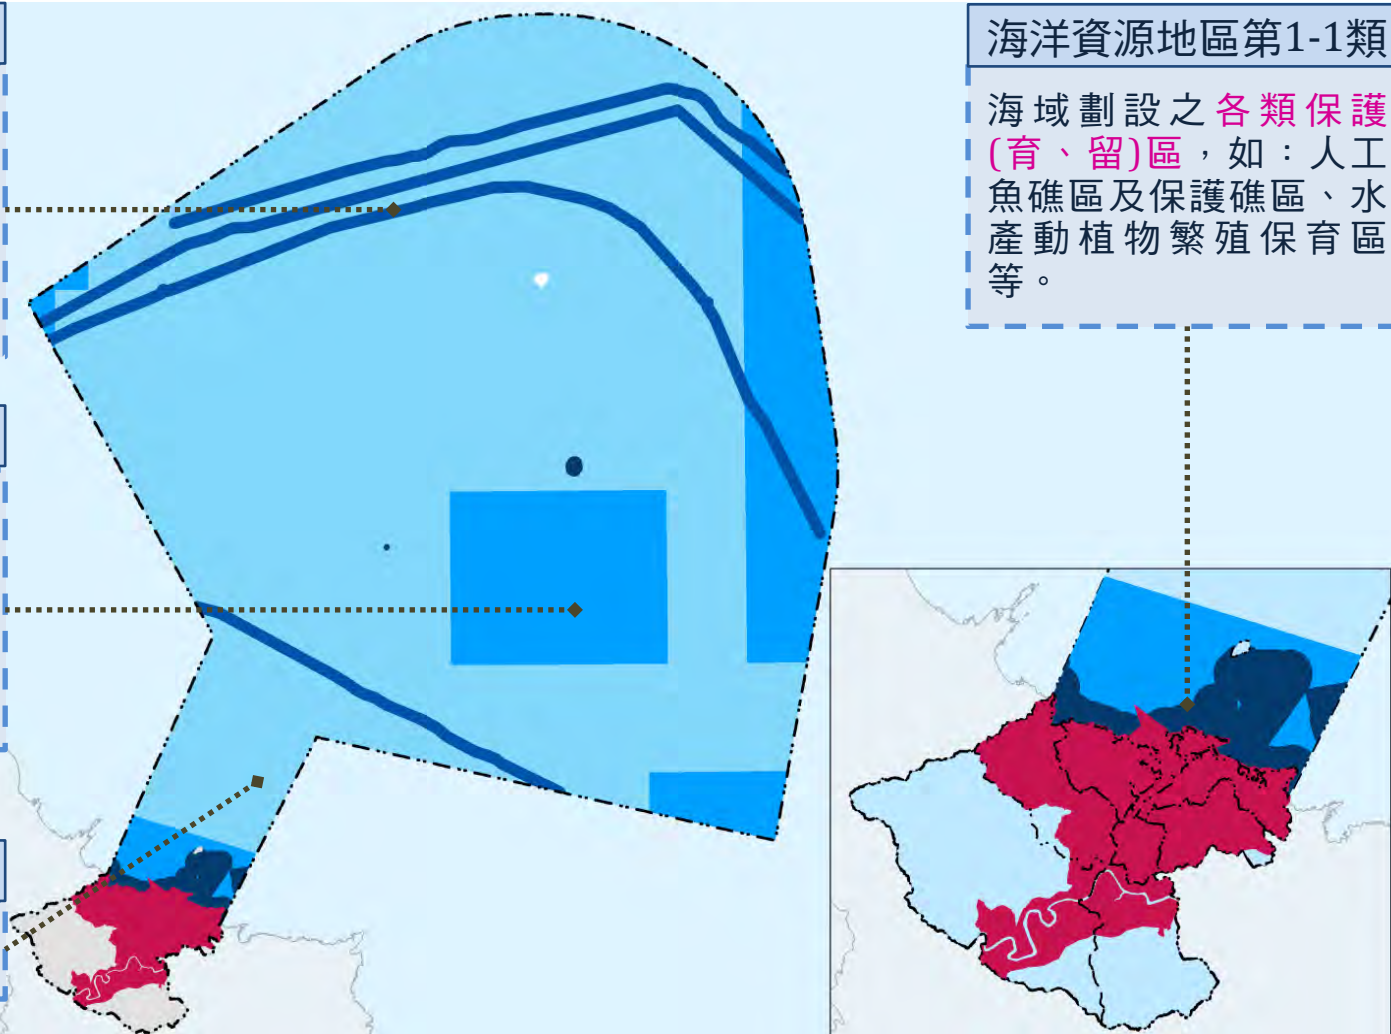 海洋資源地區第1-1類
海域劃設之各類保護
(育、留)區，如：人工
魚礁區及保護礁區、水
產動植物繁殖保育區
等。